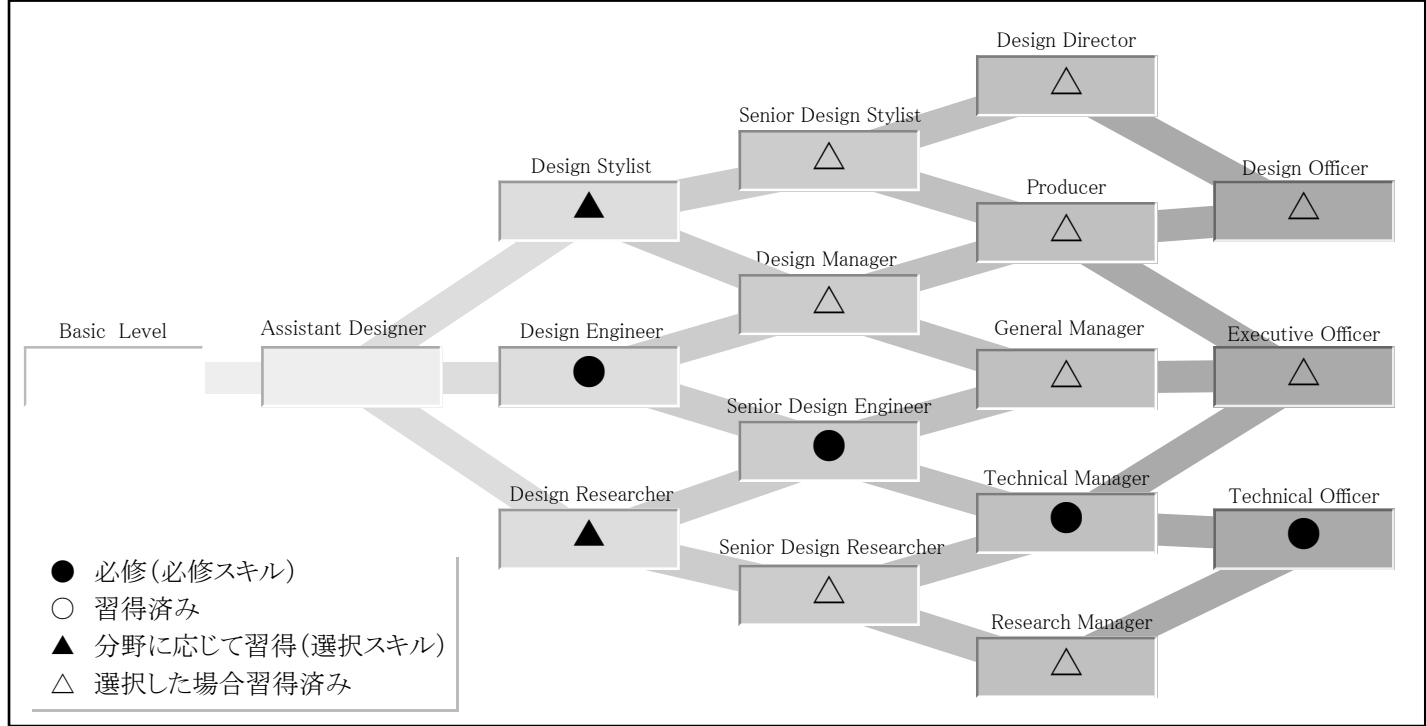 Design Director
△
Senior Design Stylist
△
Design Stylist
▲
Producer
△
Design Officer
△
Design Manager
△
Basic Level
Assistant Designer
Design Engineer
●
General Manager
△
Executive Officer
△
Senior Design Engineer
●
Design Researcher
▲
Technical Manager
●
Technical Officer
●
Senior Design Researcher
△
Research Manager
△
● 必修(必修スキル)
○ 習得済み
▲ 分野に応じて習得(選択スキル)
△ 選択した場合習得済み